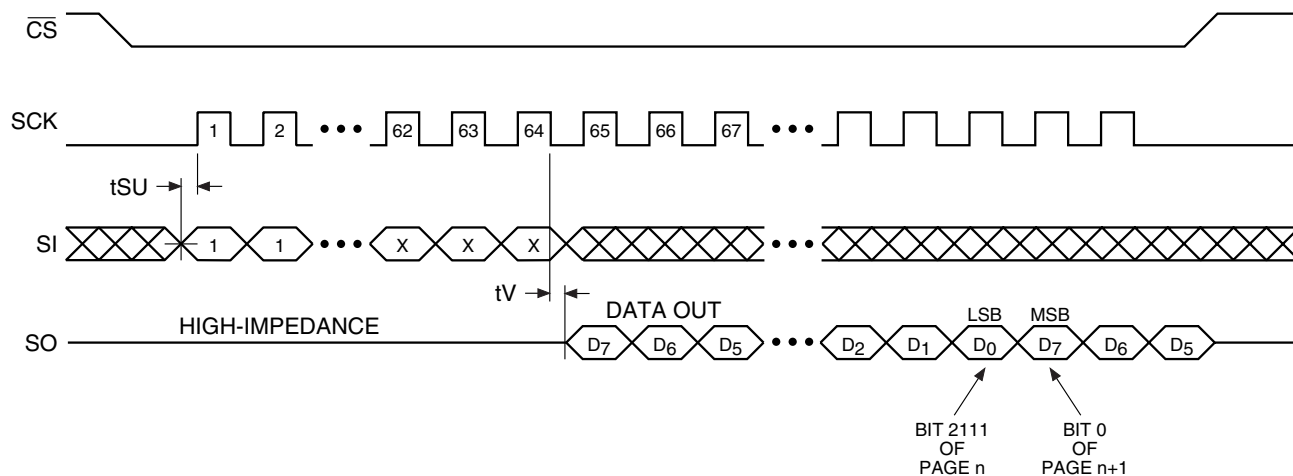 CS
SCK
1 2 ••• 62 63 64 65 66 67 •••
tSU
SI
1 1 ••• X X X •••
tV
HIGH-IMPEDANCE
DATA OUT
LSB MSB
SO
D7 D6 D5 ••• D2 D1 D0 D7 D6 D5
BIT 2111
OF
PAGE n
BIT 0
OF
PAGE n+1